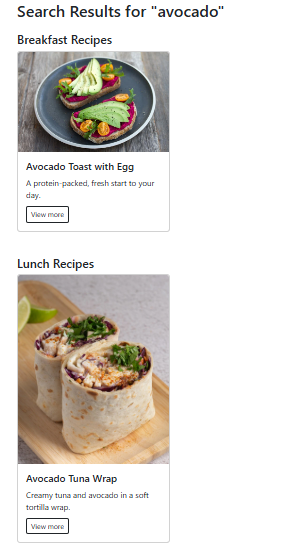 Search Results for "avocado"
Breakfast Recipes
Avocado Toast with Egg
A protein-packed, fresh start to your
day.
View more
Lunch Recipes
Avocado Tuna Wrap
Creamy tuna and avocado in a soft
tortilla wrap.
View more